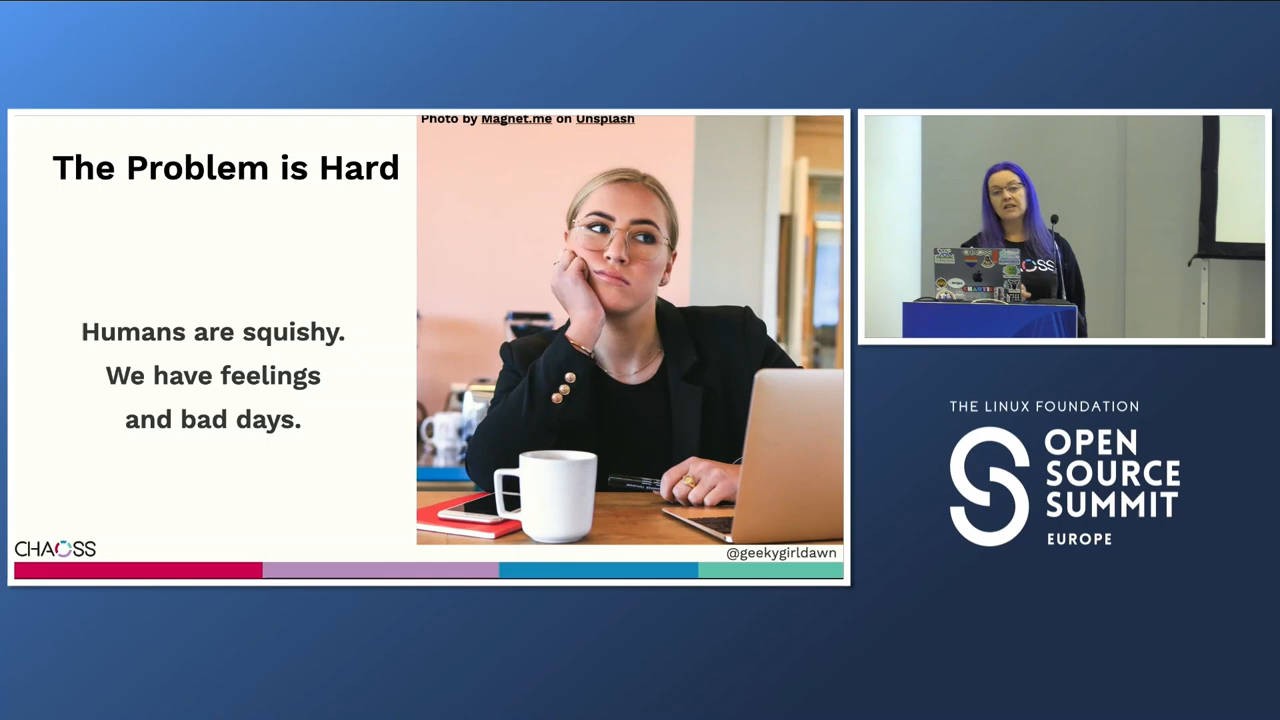 Photo by Magnet.me on Unsplash
The Problem is Hard
Humans are squishy.
We have feelings
and bad days.
CHAOSS
@geekygirldawn
OSS
THE LINUX FOUNDATION
OPEN
SOURCE
SUMMIT
EUROPE